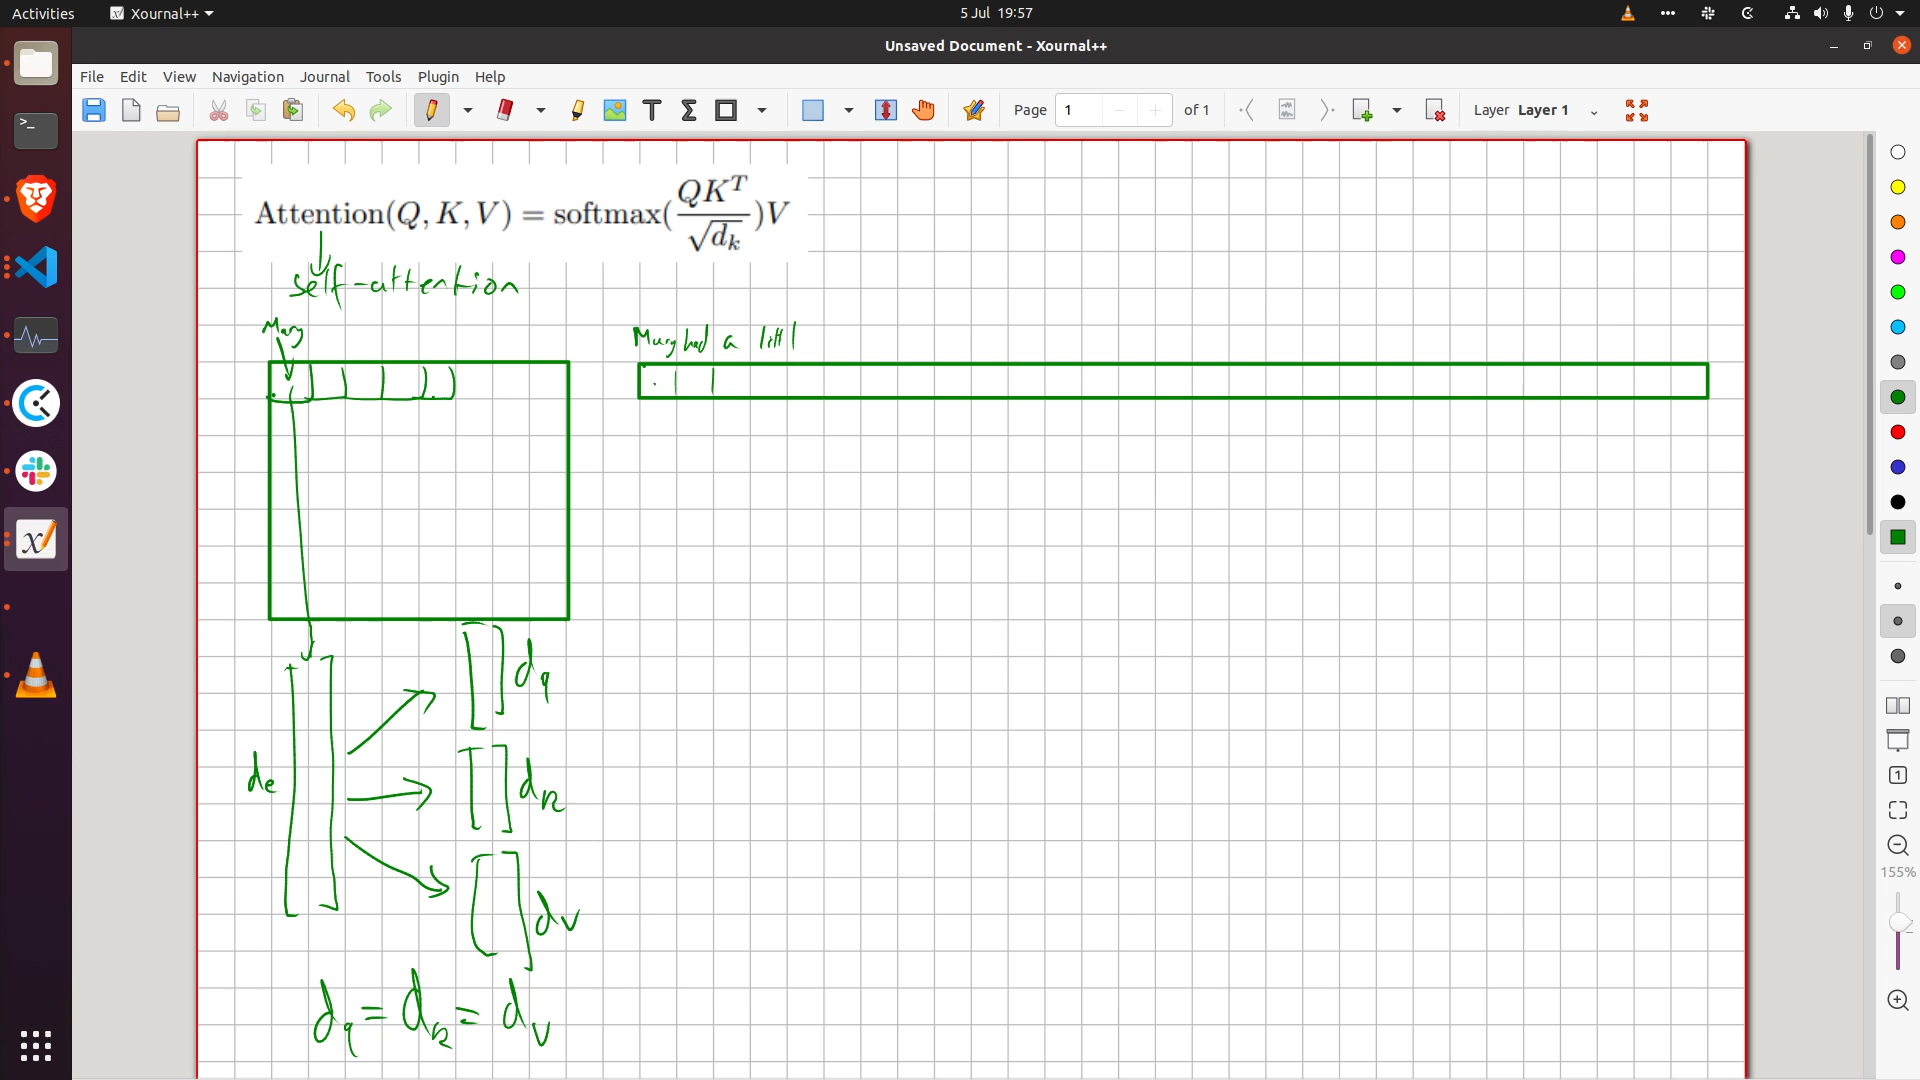 Activities Xournal++ 5 Jul 19:57
Unsaved Document - Xournal++
File Edit View Navigation Journal Tools Plugin Help
Page 1 of 1 Layer Layer 1
Attention(Q, K, V) = softmax(QK^T/√d_k)V
self-attention
Mary
Mary had a littl
d_q
d_e
d_k
d_v
d_q = d_k = d_v
1
155%